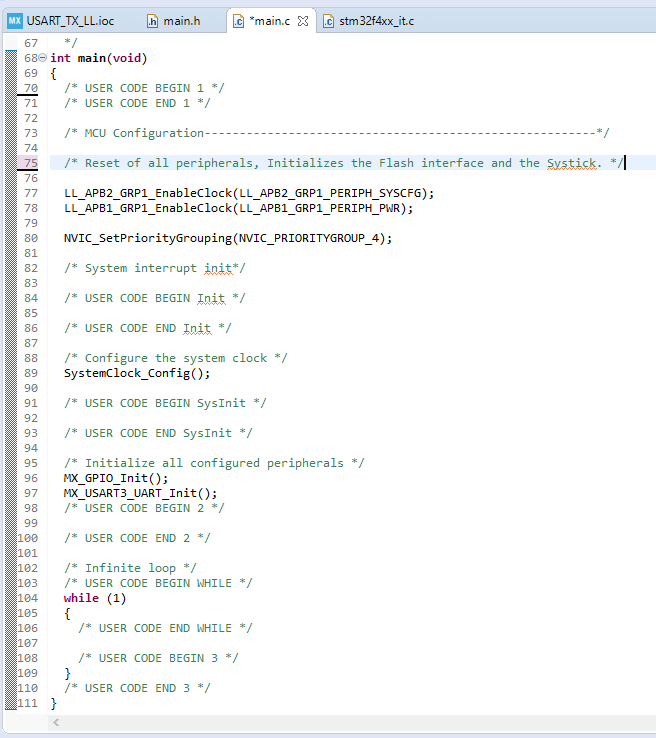 MX USART_TX_LL.ioc main.h *main.c stm32f4xx_it.c
67 */
68 int main(void)
69 {
70 /* USER CODE BEGIN 1 */
71 /* USER CODE END 1 */
72
73 /* MCU Configuration--------------------------------------------------------*/
74
75 /* Reset of all peripherals, Initializes the Flash interface and the Systick. */
76
77 LL_APB2_GRP1_EnableClock(LL_APB2_GRP1_PERIPH_SYSCFG);
78 LL_APB1_GRP1_EnableClock(LL_APB1_GRP1_PERIPH_PWR);
79
80 NVIC_SetPriorityGrouping(NVIC_PRIORITYGROUP_4);
81
82 /* System interrupt init*/
83
84 /* USER CODE BEGIN Init */
85
86 /* USER CODE END Init */
87
88 /* Configure the system clock */
89 SystemClock_Config();
90
91 /* USER CODE BEGIN SysInit */
92
93 /* USER CODE END SysInit */
94
95 /* Initialize all configured peripherals */
96 MX_GPIO_Init();
97 MX_USART3_UART_Init();
98 /* USER CODE BEGIN 2 */
99
100 /* USER CODE END 2 */
101
102 /* Infinite loop */
103 /* USER CODE BEGIN WHILE */
104 while (1)
105 {
106 /* USER CODE END WHILE */
107
108 /* USER CODE BEGIN 3 */
109 }
110 /* USER CODE END 3 */
111 }